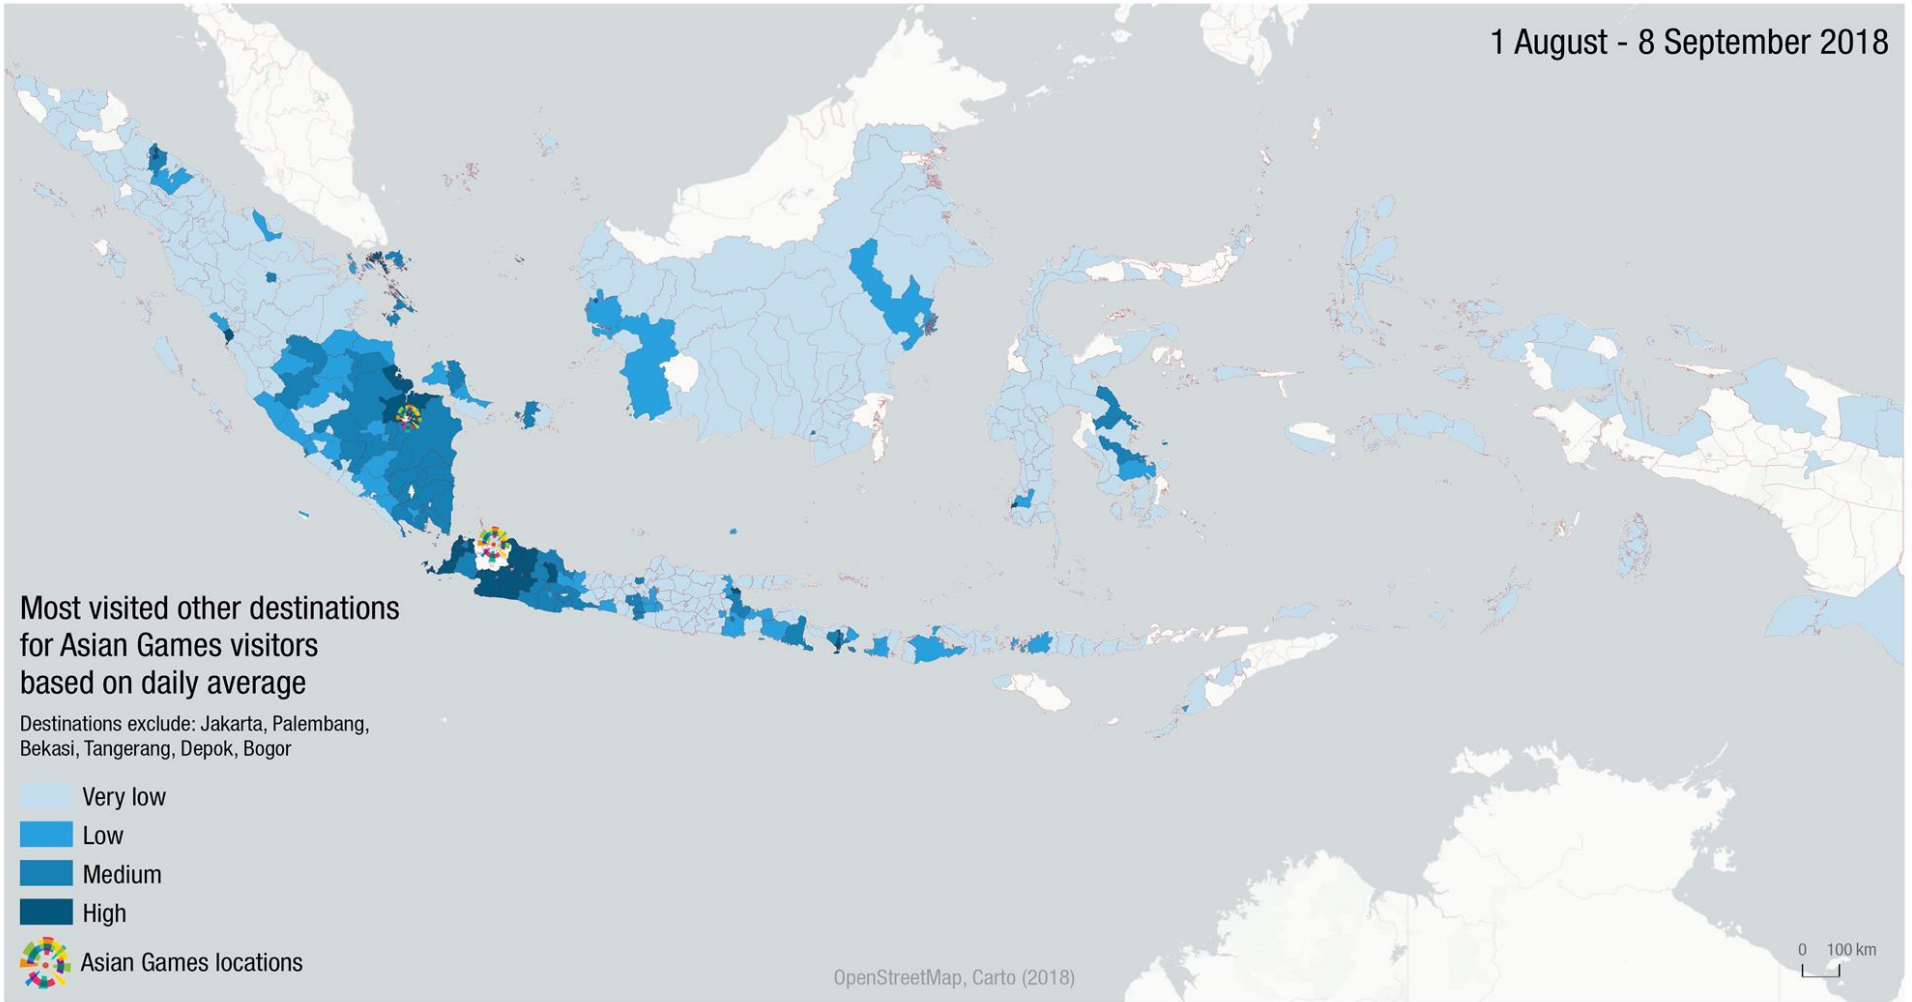 1 August - 8 September 2018
Most visited other destinations
for Asian Games visitors
based on daily average
Destinations exclude: Jakarta, Palembang,
Bekasi, Tangerang, Depok, Bogor
Very low
Low
Medium
High
Asian Games locations
OpenStreetMap, Carto (2018)
0 100 km